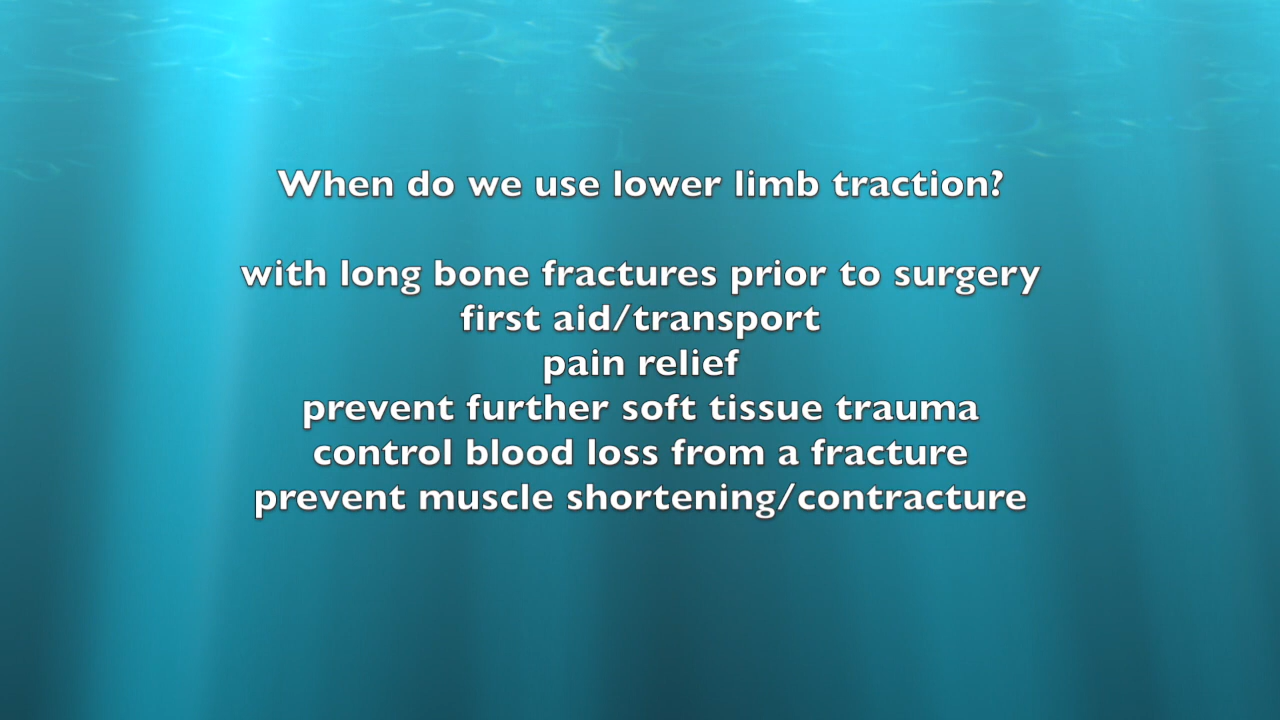 When do we use lower limb traction?
with long bone fractures prior to surgery
first aid/transport
pain relief
prevent further soft tissue trauma
control blood loss from a fracture
prevent muscle shortening/contracture